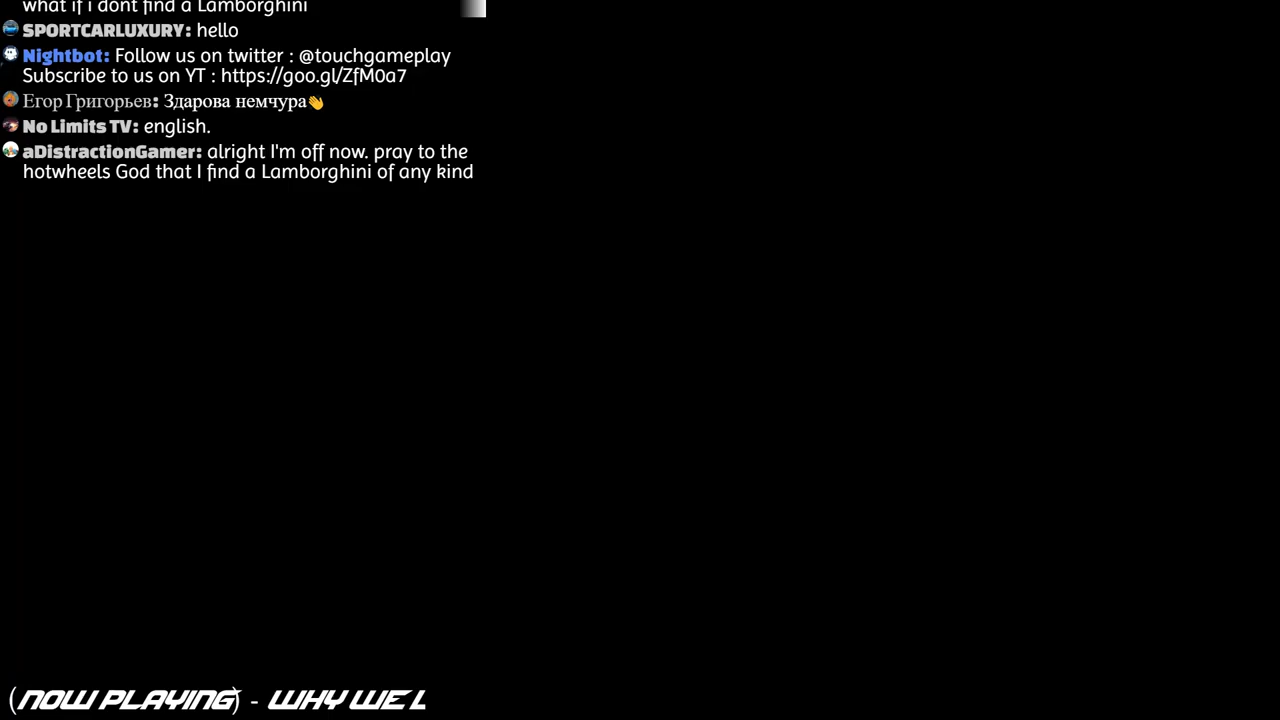 what if i dont find a Lamborghini
SPORTCARLUXURY: hello
Nightbot: Follow us on twitter : @touchgameplay
Subscribe to us on YT : https://goo.gl/ZfM0a7
Егор Григорьев: Здарова немчура👋
No Limits TV: english.
aDistractionGamer: alright I'm off now. pray to the
hotwheels God that I find a Lamborghini of any kind
(NOW PLAYING) - WHY WE L